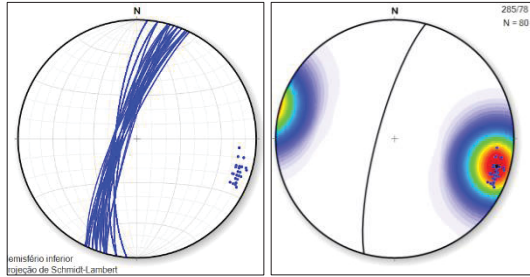 N
emisfério inferior
rojeção de Schmidt-Lambert
N
285/78
N = 80